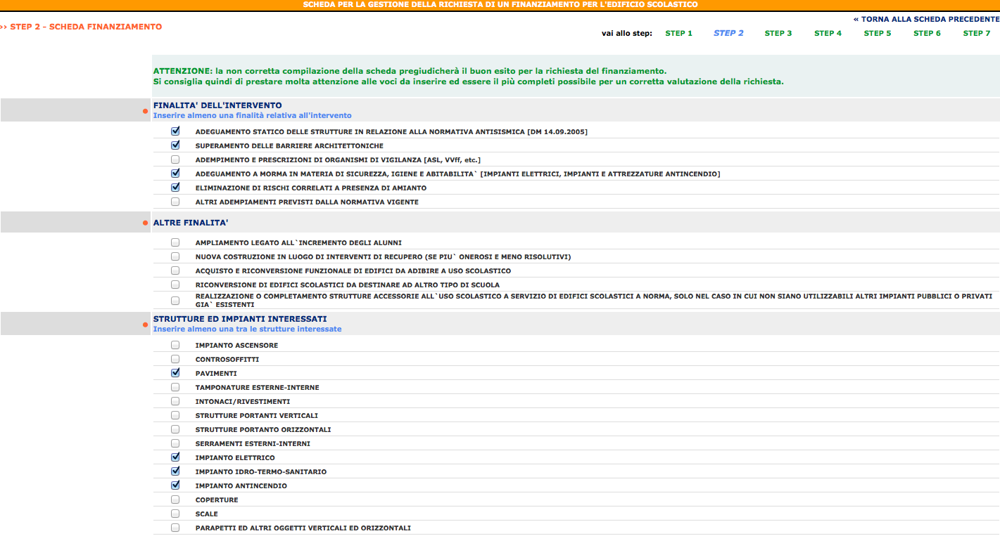 SCHEDA PER LA GESTIONE DELLA RICHIESTA DI UN FINANZIAMENTO PER L'EDIFICIO SCOLASTICO
« TORNA ALLA SCHEDA PRECEDENTE
›› STEP 2 - SCHEDA FINANZIAMENTO
vai allo step: STEP 1 STEP 2 STEP 3 STEP 4 STEP 5 STEP 6 STEP 7
ATTENZIONE: la non corretta compilazione della scheda pregiudicherà il buon esito per la richiesta del finanziamento.
Si consiglia quindi di prestare molta attenzione alle voci da inserire ed essere il più completi possibile per un corretta valutazione della richiesta.
FINALITA' DELL'INTERVENTO
Inserire almeno una finalità relativa all'intervento
ADEGUAMENTO STATICO DELLE STRUTTURE IN RELAZIONE ALLA NORMATIVA ANTISISMICA [DM 14.09.2005]
SUPERAMENTO DELLE BARRIERE ARCHITETTONICHE
ADEMPIMENTO E PRESCRIZIONI DI ORGANISMI DI VIGILANZA [ASL, VVff, etc.]
ADEGUAMENTO A MORMA IN MATERIA DI SICUREZZA, IGIENE E ABITABILITA` [IMPIANTI ELETTRICI, IMPIANTI E ATTREZZATURE ANTINCENDIO]
ELIMINAZIONE DI RISCHI CORRELATI A PRESENZA DI AMIANTO
ALTRI ADEMPIAMENTI PREVISTI DALLA NORMATIVA VIGENTE
ALTRE FINALITA'
AMPLIAMENTO LEGATO ALL`INCREMENTO DEGLI ALUNNI
NUOVA COSTRUZIONE IN LUOGO DI INTERVENTI DI RECUPERO (SE PIU` ONEROSI E MENO RISOLUTIVI)
ACQUISTO E RICONVERSIONE FUNZIONALE DI EDIFICI DA ADIBIRE A USO SCOLASTICO
RICONVERSIONE DI EDIFICI SCOLASTICI DA DESTINARE AD ALTRO TIPO DI SCUOLA
REALIZZAZIONE O COMPLETAMENTO STRUTTURE ACCESSORIE ALL`USO SCOLASTICO A SERVIZIO DI EDIFICI SCOLASTICI A NORMA, SOLO NEL CASO IN CUI NON SIANO UTILIZZABILI ALTRI IMPIANTI PUBBLICI O PRIVATI
GIA` ESISTENTI
STRUTTURE ED IMPIANTI INTERESSATI
Inserire almeno una tra le strutture interessate
IMPIANTO ASCENSORE
CONTROSOFFITTI
PAVIMENTI
TAMPONATURE ESTERNE-INTERNE
INTONACI/RIVESTIMENTI
STRUTTURE PORTANTI VERTICALI
STRUTTURE PORTANTO ORIZZONTALI
SERRAMENTI ESTERNI-INTERNI
IMPIANTO ELETTRICO
IMPIANTO IDRO-TERMO-SANITARIO
IMPIANTO ANTINCENDIO
COPERTURE
SCALE
PARAPETTI ED ALTRI OGGETTI VERTICALI ED ORIZZONTALI